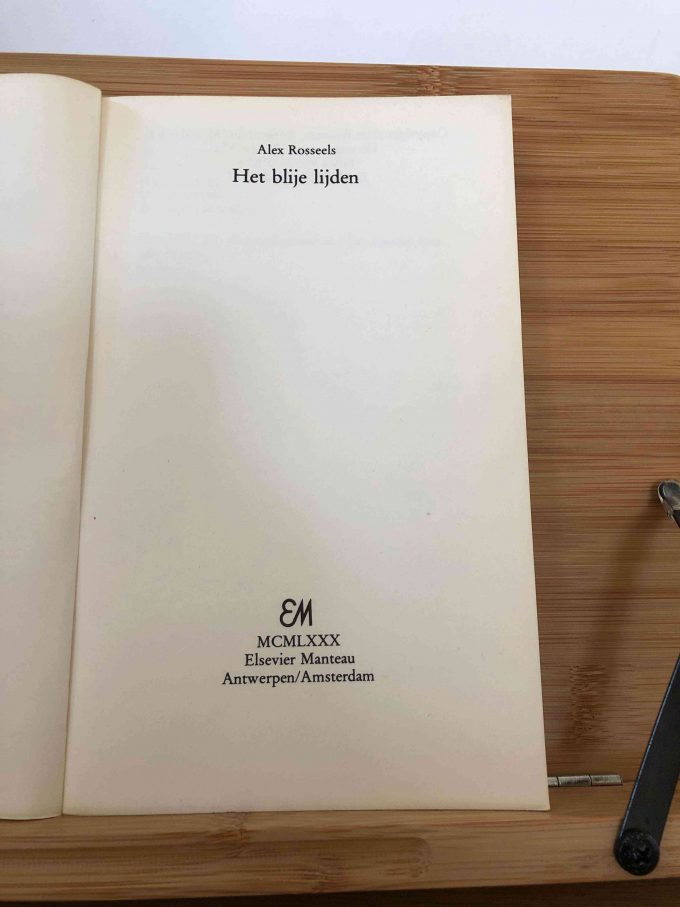 Alex Rosseels
Het blije lijden
EM
MCMLXXX
Elsevier Manteau
Antwerpen/Amsterdam